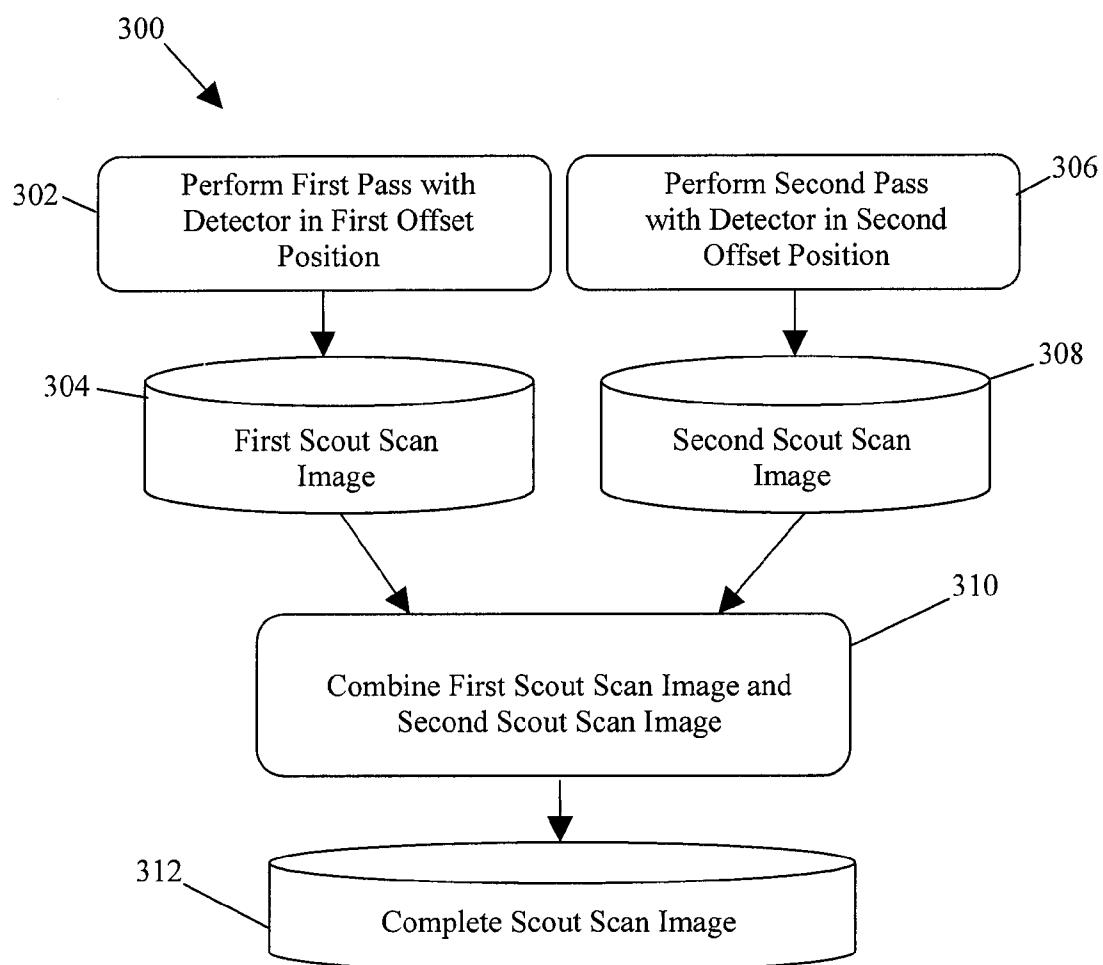 300
302
Perform First Pass with
Detector in First Offset
Position
Perform Second Pass
with Detector in Second
Offset Position
306
304
First Scout Scan
Image
Second Scout Scan
Image
308
310
Combine First Scout Scan Image and
Second Scout Scan Image
312
Complete Scout Scan Image